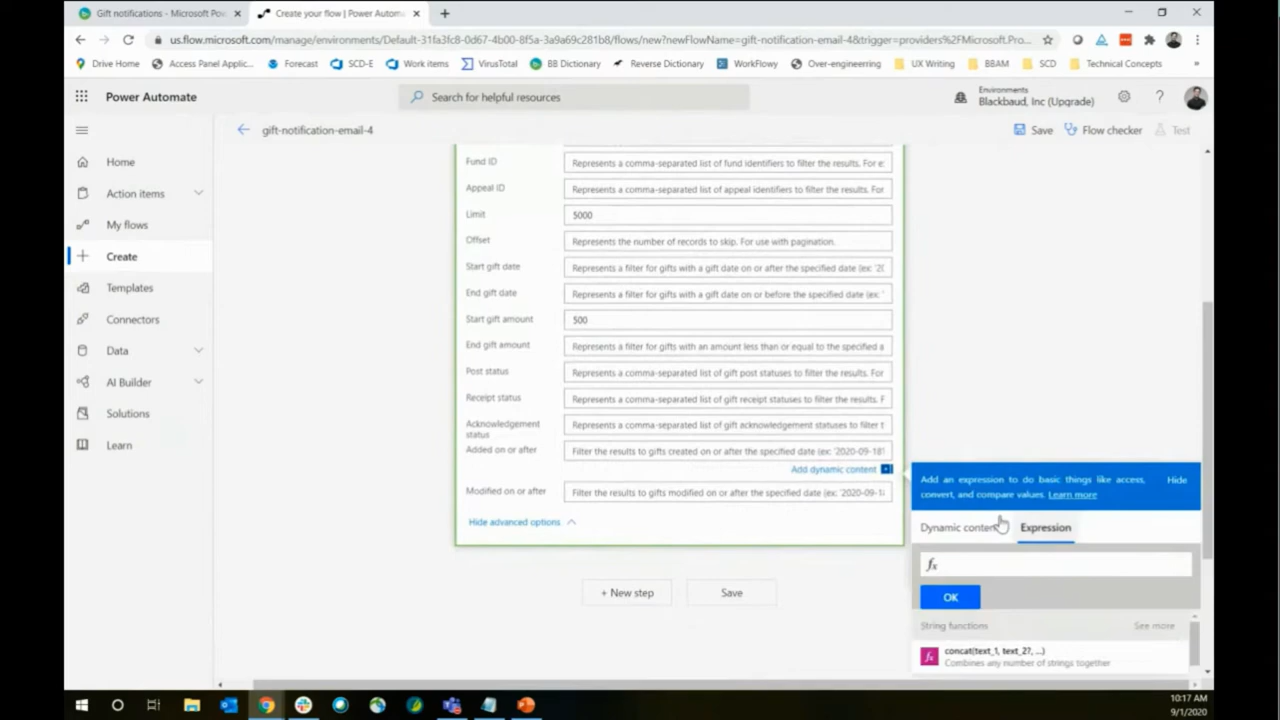 Gift notifications - Microsoft Pow
Create your flow | Power Automate
us.flow.microsoft.com/manage/environments/Default-31fa3fc8-0d67-4b00-8f5a-3a9a69c281b8/flows/new?newFlowName=gift-notification-email-4&trigger=providers%2FMicrosoft.Pro...
Drive Home
Access Panel Applic...
Forecast
SCD-E
Work items
VirusTotal
BB Dictionary
Reverse Dictionary
WorkFlowy
Over-engineering
UX Writing
BBAM
SCD
Technical Concepts
Power Automate
Search for helpful resources
Environments
Blackbaud, Inc (Upgrade)
gift-notification-email-4
Save
Flow checker
Test
Home
Action items
My flows
Create
Templates
Connectors
Data
AI Builder
Solutions
Learn
Fund ID
Represents a comma-separated list of fund identifiers to filter the results. For e
Appeal ID
Represents a comma-separated list of appeal identifiers to filter the results. For
Limit
5000
Offset
Represents the number of records to skip. For use with pagination.
Start gift date
Represents a filter for gifts with a gift date on or after the specified date (ex: '20
End gift date
Represents a filter for gifts with a gift date on or before the specified date (ex: '
Start gift amount
500
End gift amount
Represents a filter for gifts with an amount less than or equal to the specified a
Post status
Represents a comma-separated list of gift post statuses to filter the results. For
Receipt status
Represents a comma-separated list of gift receipt statuses to filter the results. F
Acknowledgement
status
Represents a comma-separated list of gift acknowledgement statuses to filter t
Added on or after
Filter the results to gifts created on or after the specified date (ex: '2020-09-18T
Add dynamic content
Modified on or after
Filter the results to gifts modified on or after the specified date (ex: '2020-09-1
Hide advanced options
+ New step
Save
Add an expression to do basic things like access,
convert, and compare values. Learn more
Hide
Dynamic content
Expression
fx
OK
String functions
See more
concat(text_1, text_2?, ...)
Combines any number of strings together
10:17 AM
9/1/2020